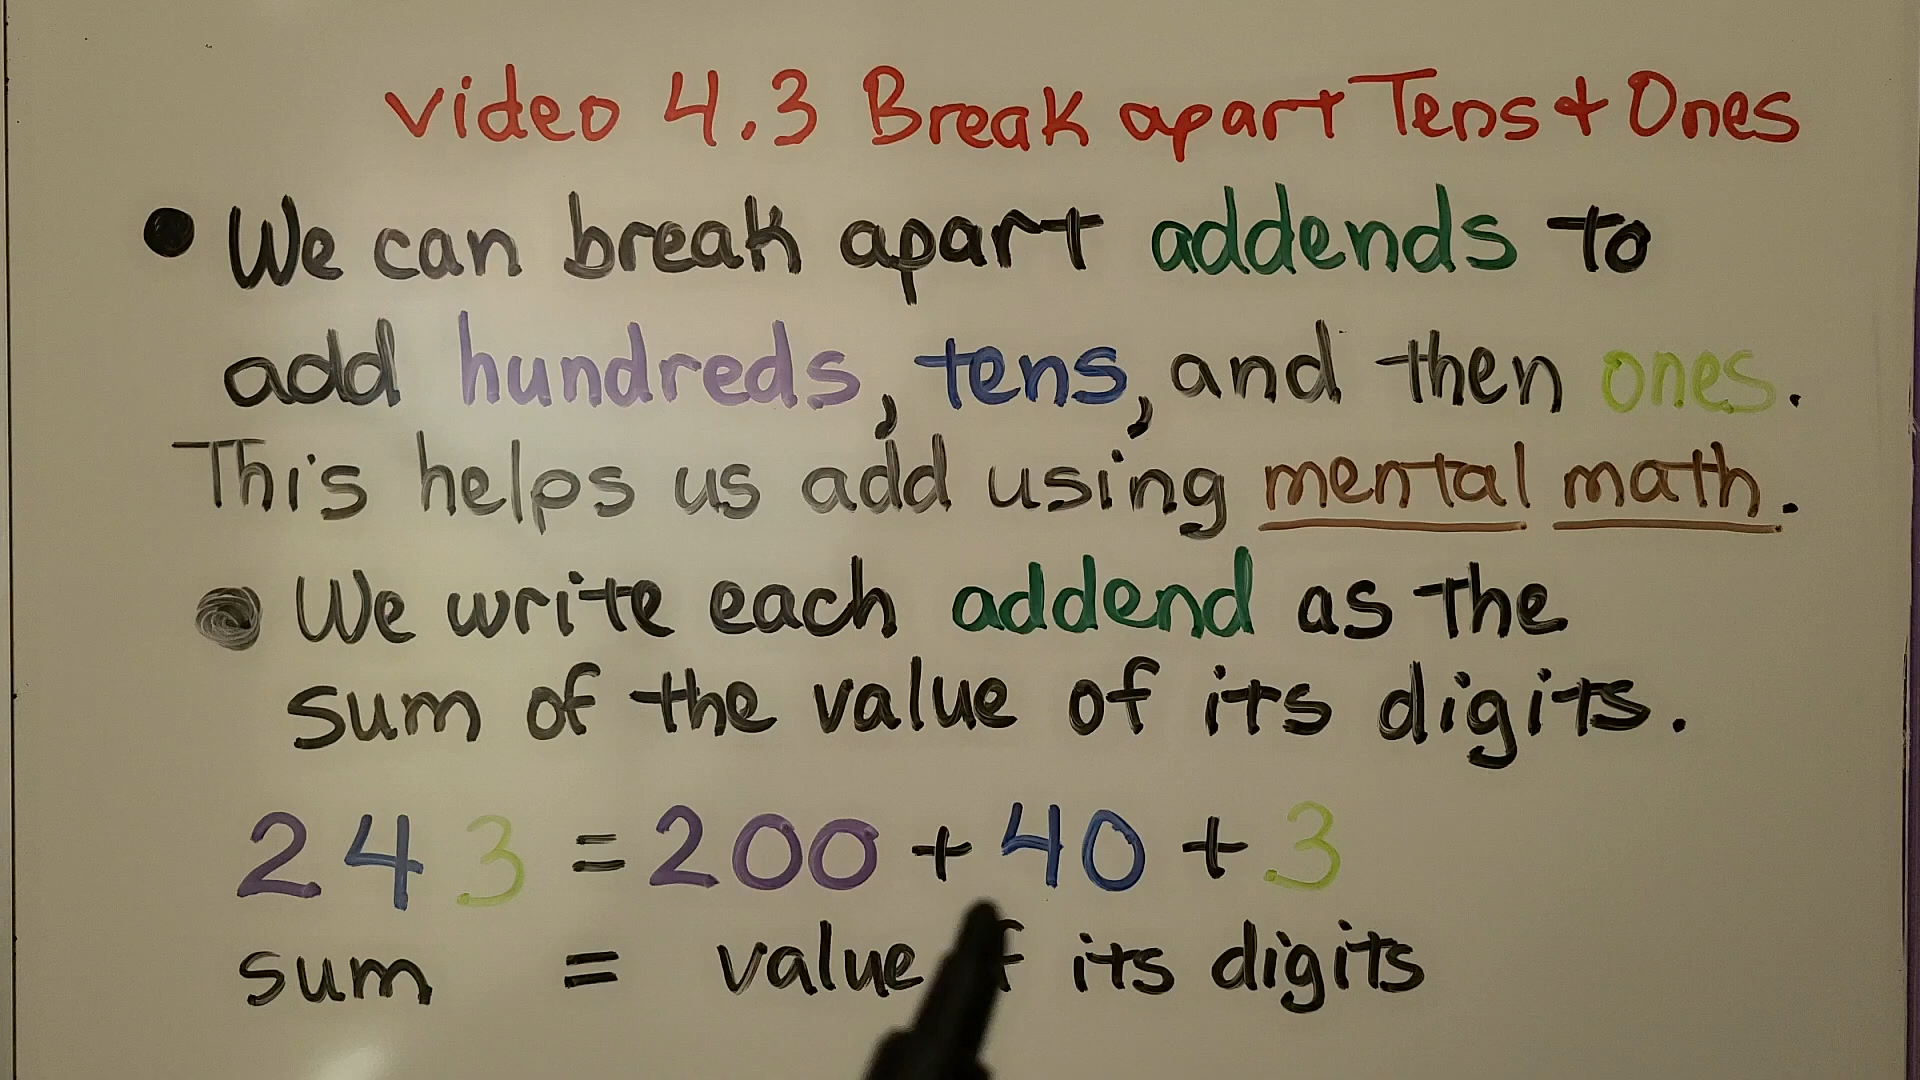 video 4.3 Break apart Tens + Ones
• We can break apart addends to
add hundreds, tens, and then ones.
This helps us add using mental math.
• We write each addend as the
sum of the value of its digits.
243 = 200 + 40 + 3
sum = value its digits